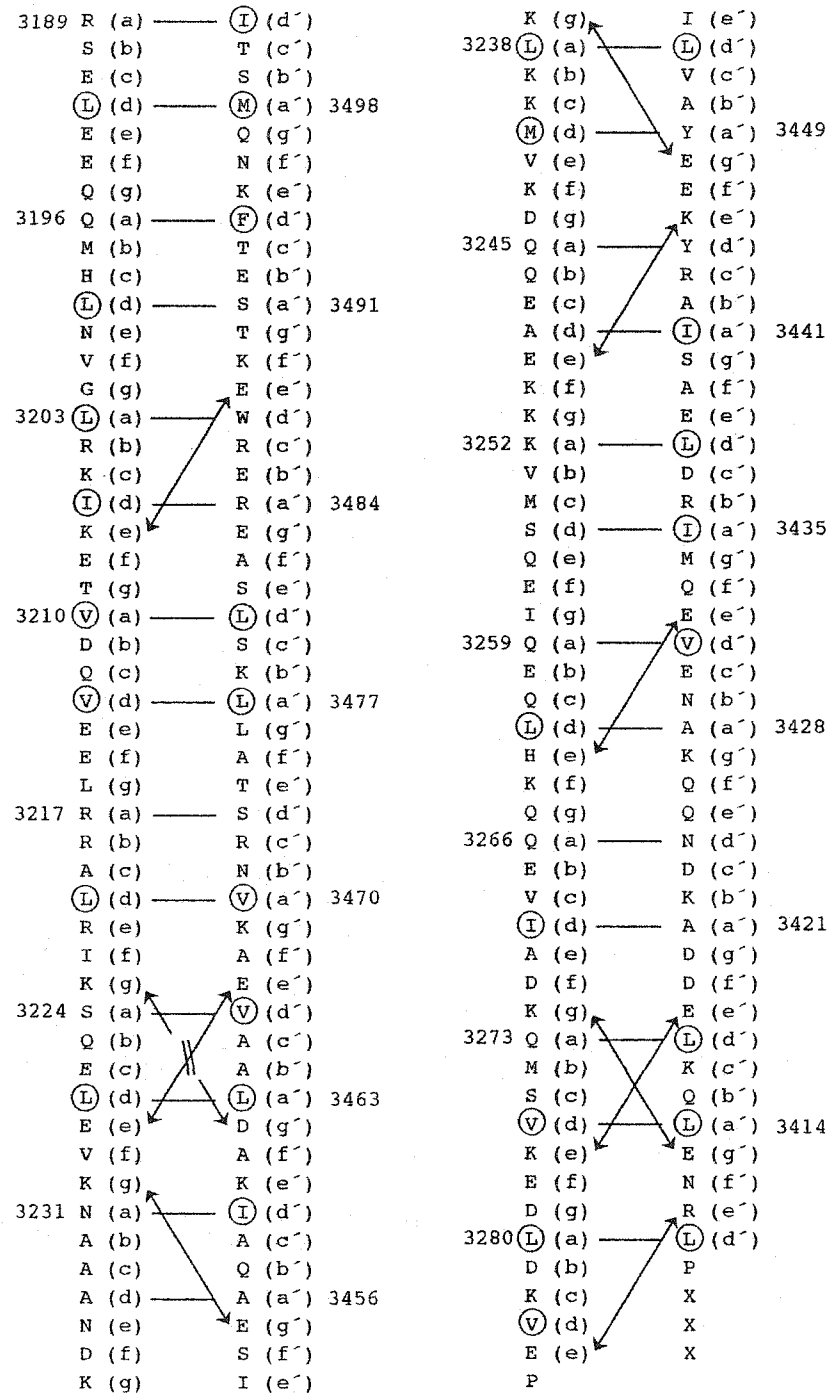 3189 R (a) I (d´)
S (b) T (c´)
E (c) S (b´)
L (d) M (a´) 3498
E (e) Q (g´)
E (f) N (f´)
Q (g) K (e´)
3196 Q (a) F (d´)
M (b) T (c´)
H (c) E (b´)
L (d) S (a´) 3491
N (e) T (g´)
V (f) K (f´)
G (g) E (e´)
3203 L (a) W (d´)
R (b) R (c´)
K (c) E (b´)
I (d) R (a´) 3484
K (e) E (g´)
E (f) A (f´)
T (g) S (e´)
3210 V (a) L (d´)
D (b) S (c´)
Q (c) K (b´)
V (d) L (a´) 3477
E (e) L (g´)
E (f) A (f´)
L (g) T (e´)
3217 R (a) S (d´)
R (b) R (c´)
A (c) N (b´)
L (d) V (a´) 3470
R (e) K (g´)
I (f) A (f´)
K (g) E (e´)
3224 S (a) V (d´)
Q (b) A (c´)
E (c) A (b´)
L (d) L (a´) 3463
E (e) D (g´)
V (f) A (f´)
K (g) K (e´)
3231 N (a) I (d´)
A (b) A (c´)
A (c) Q (b´)
A (d) A (a´) 3456
N (e) E (g´)
D (f) S (f´)
K (g) I (e´)
K (g) I (e´)
3238 L (a) L (d´)
K (b) V (c´)
K (c) A (b´)
M (d) Y (a´) 3449
V (e) E (g´)
K (f) E (f´)
D (g) K (e´)
3245 Q (a) Y (d´)
Q (b) R (c´)
E (c) A (b´)
A (d) I (a´) 3441
E (e) S (g´)
K (f) A (f´)
K (g) E (e´)
3252 K (a) L (d´)
V (b) D (c´)
M (c) R (b´)
S (d) I (a´) 3435
Q (e) M (g´)
E (f) Q (f´)
I (g) E (e´)
3259 Q (a) V (d´)
E (b) E (c´)
Q (c) N (b´)
L (d) A (a´) 3428
H (e) K (g´)
K (f) Q (f´)
Q (g) Q (e´)
3266 Q (a) N (d´)
E (b) D (c´)
V (c) K (b´)
I (d) A (a´) 3421
A (e) D (g´)
D (f) D (f´)
K (g) E (e´)
3273 Q (a) L (d´)
M (b) K (c´)
S (c) Q (b´)
V (d) L (a´) 3414
K (e) E (g´)
E (f) N (f´)
D (g) R (e´)
3280 L (a) L (d´)
D (b) P
K (c) X
V (d) X
E (e) X
P